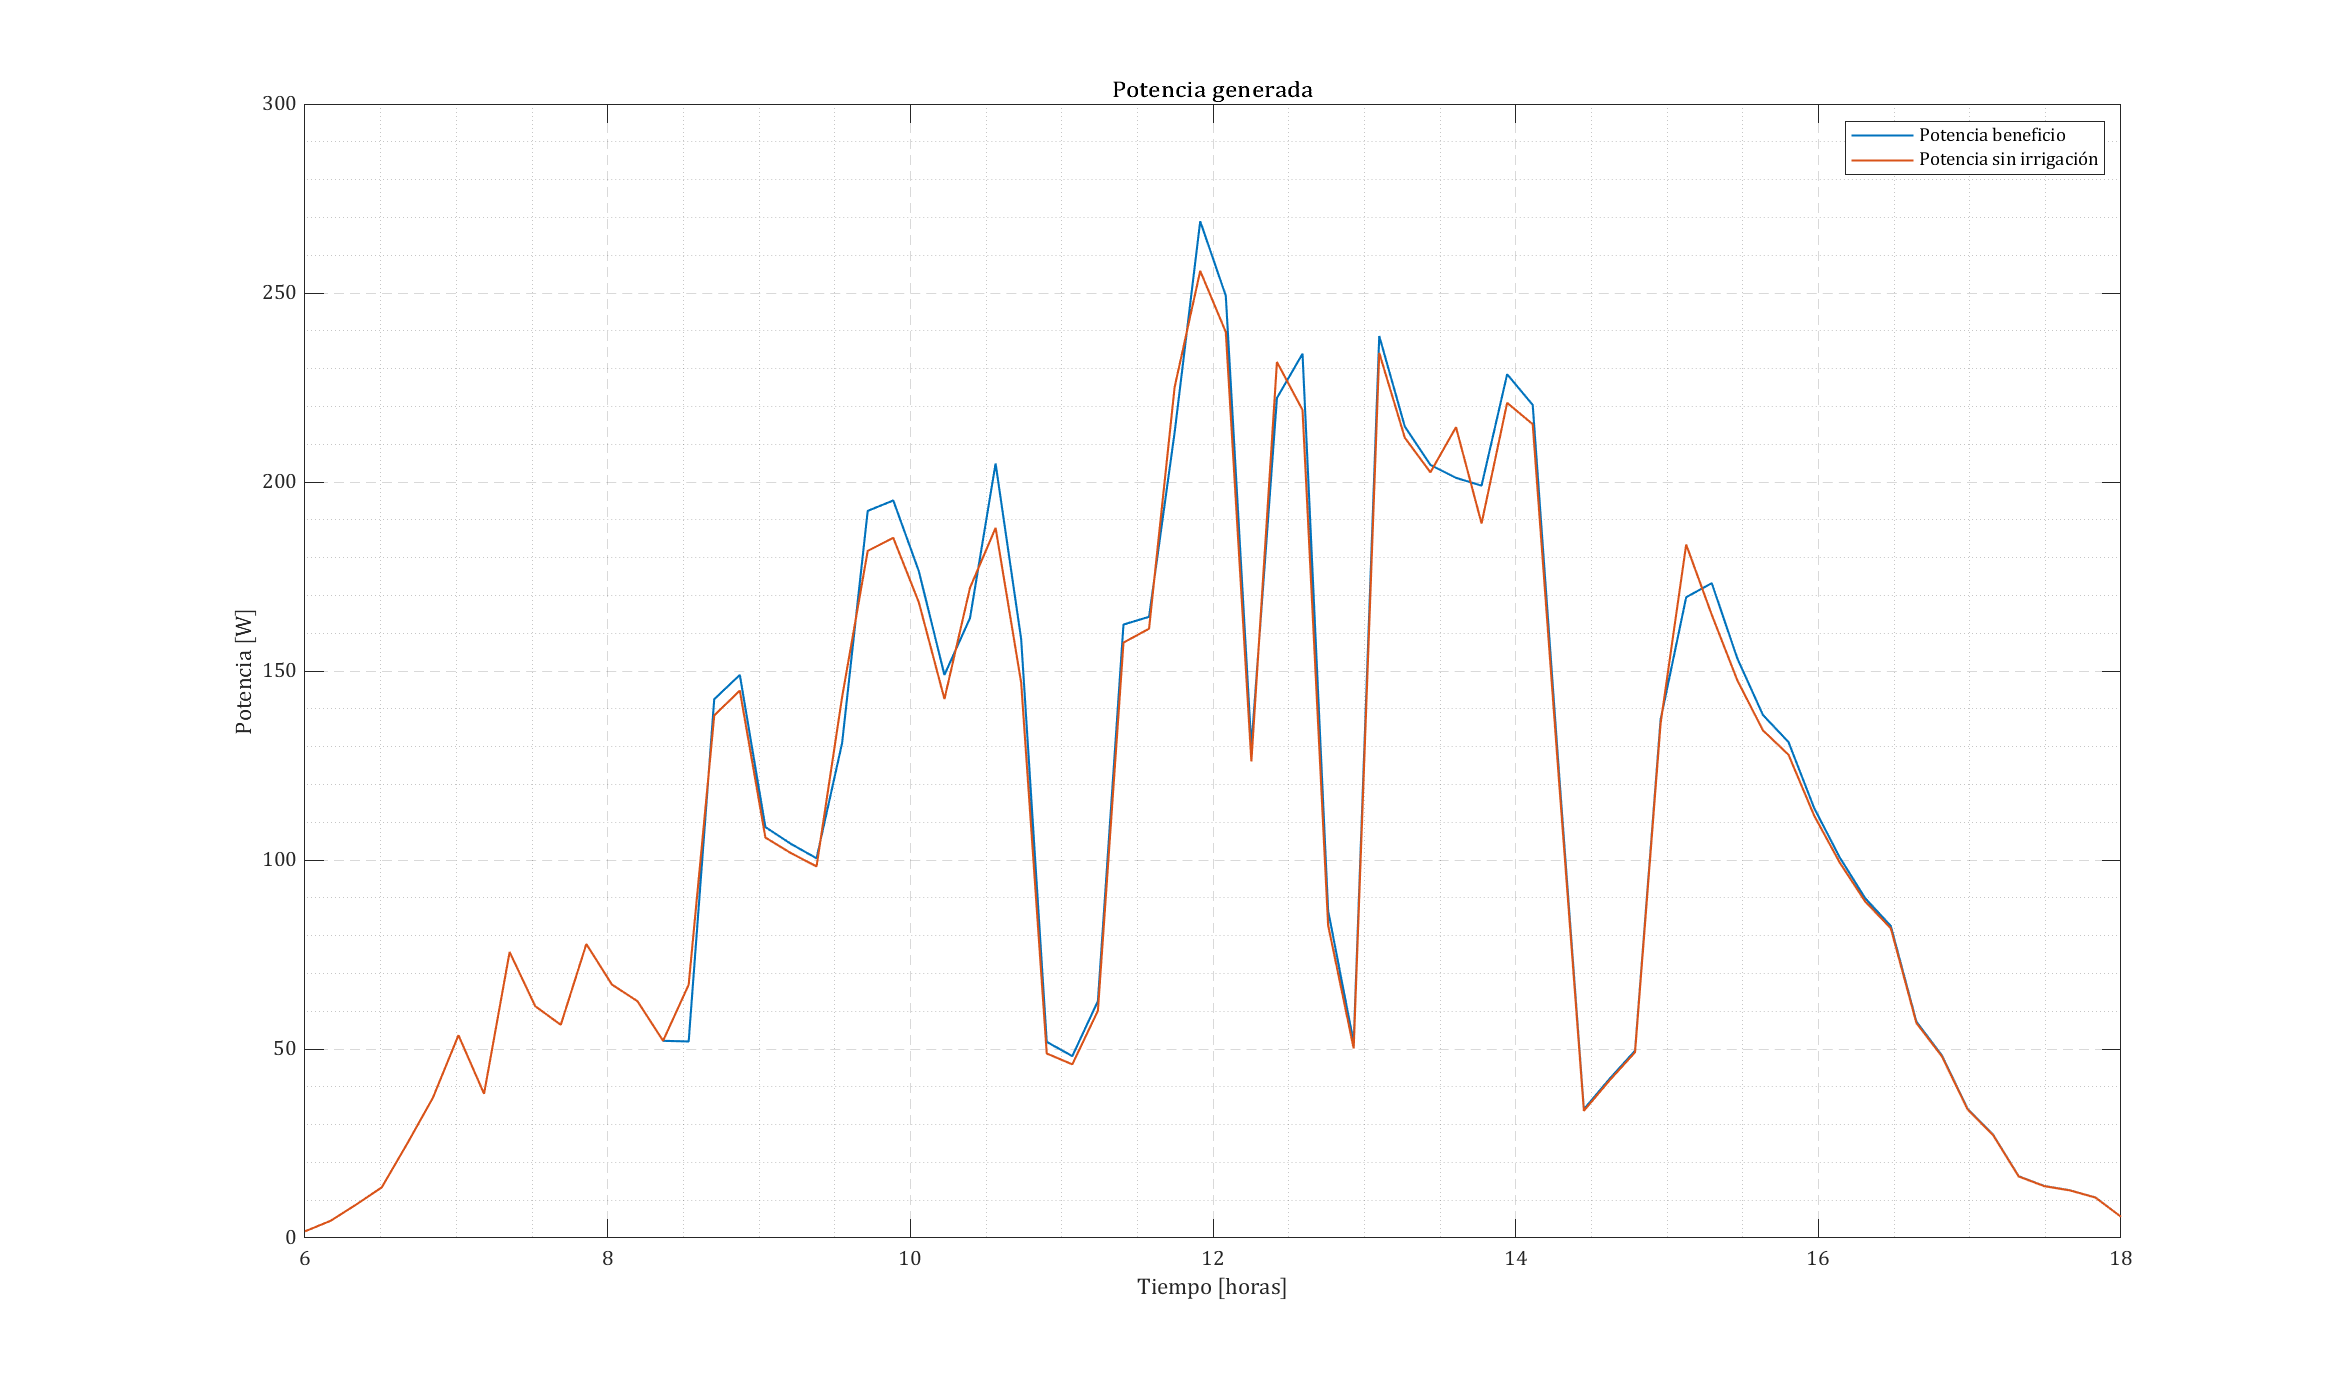 Potencia generada
300
250
200
150
100
50
0
Potencia [W]
Potencia beneficio
Potencia sin irrigación
6 8 10 12 14 16 18
Tiempo [horas]